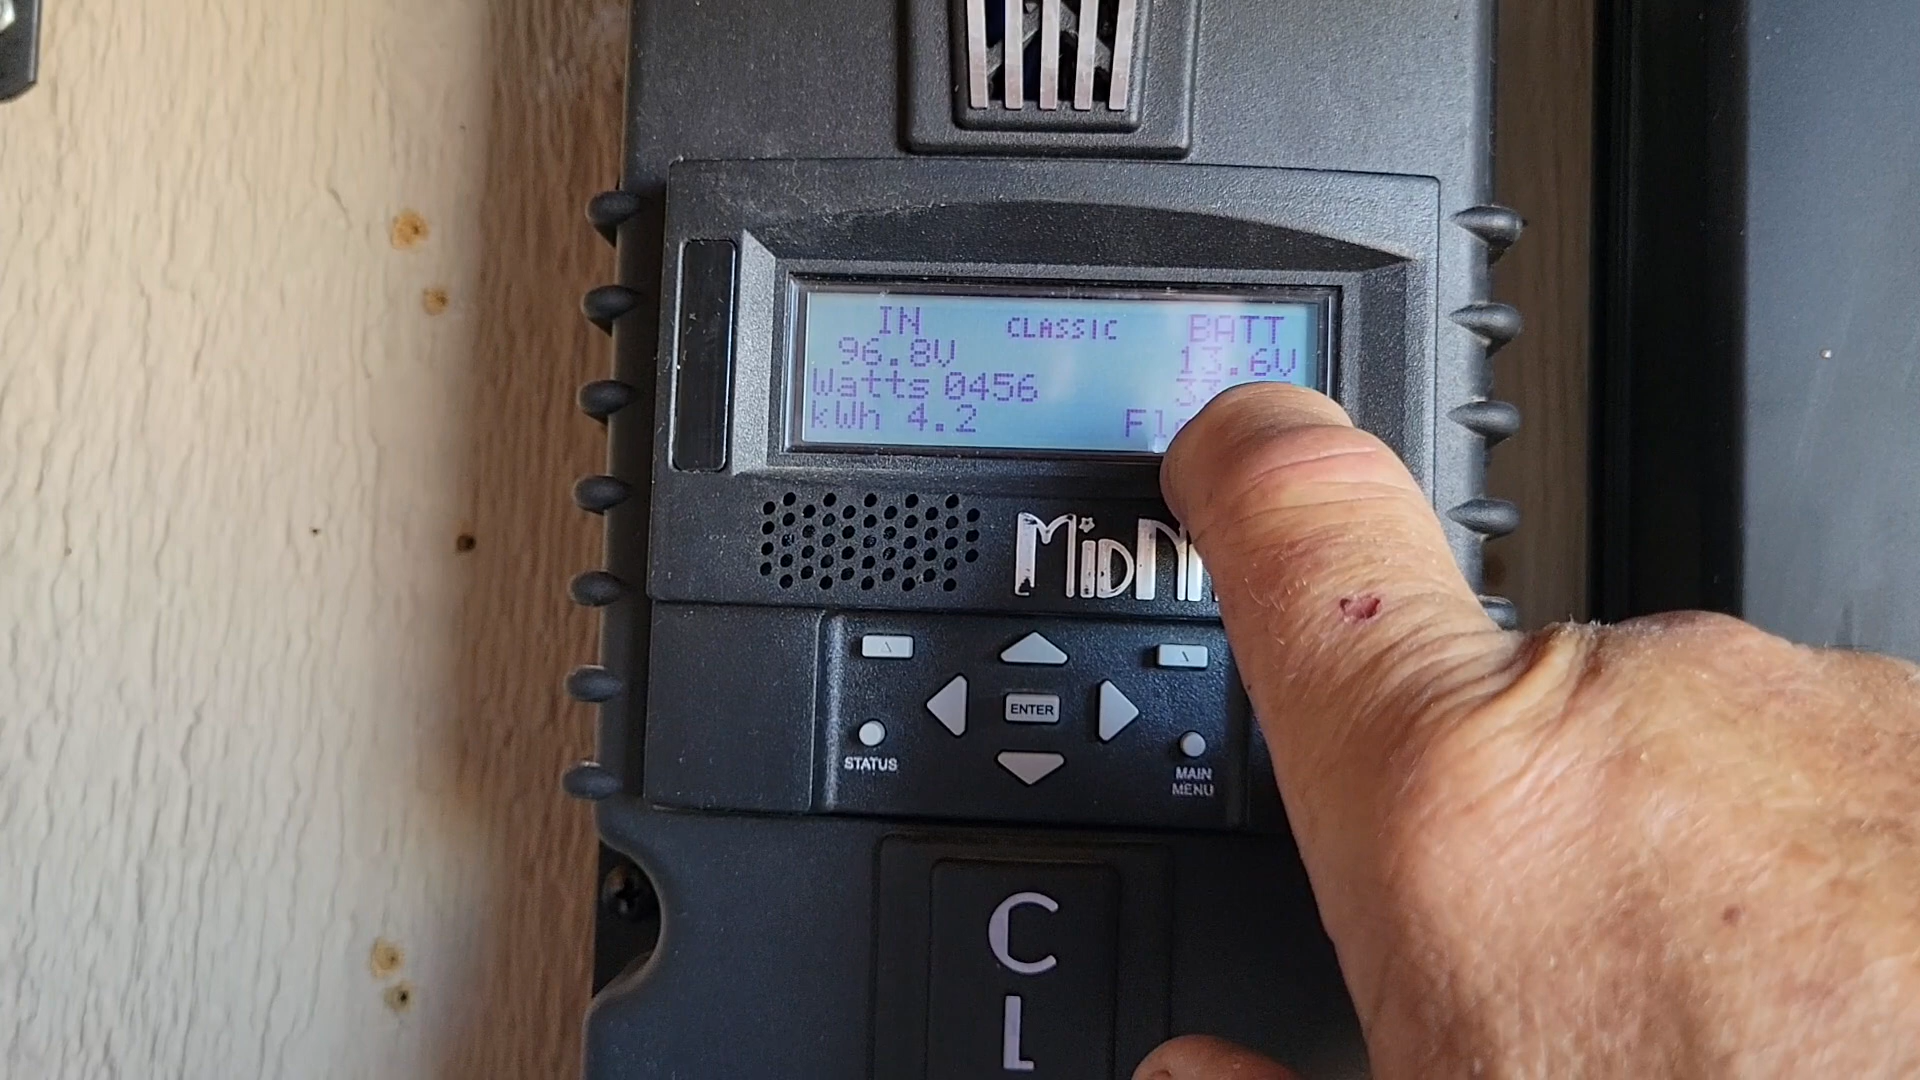 IN CLASSIC BATT
96.8V 13.6V
Watts 0456
kWh 4.2
ENTER
STATUS
MAIN
MENU
C
L